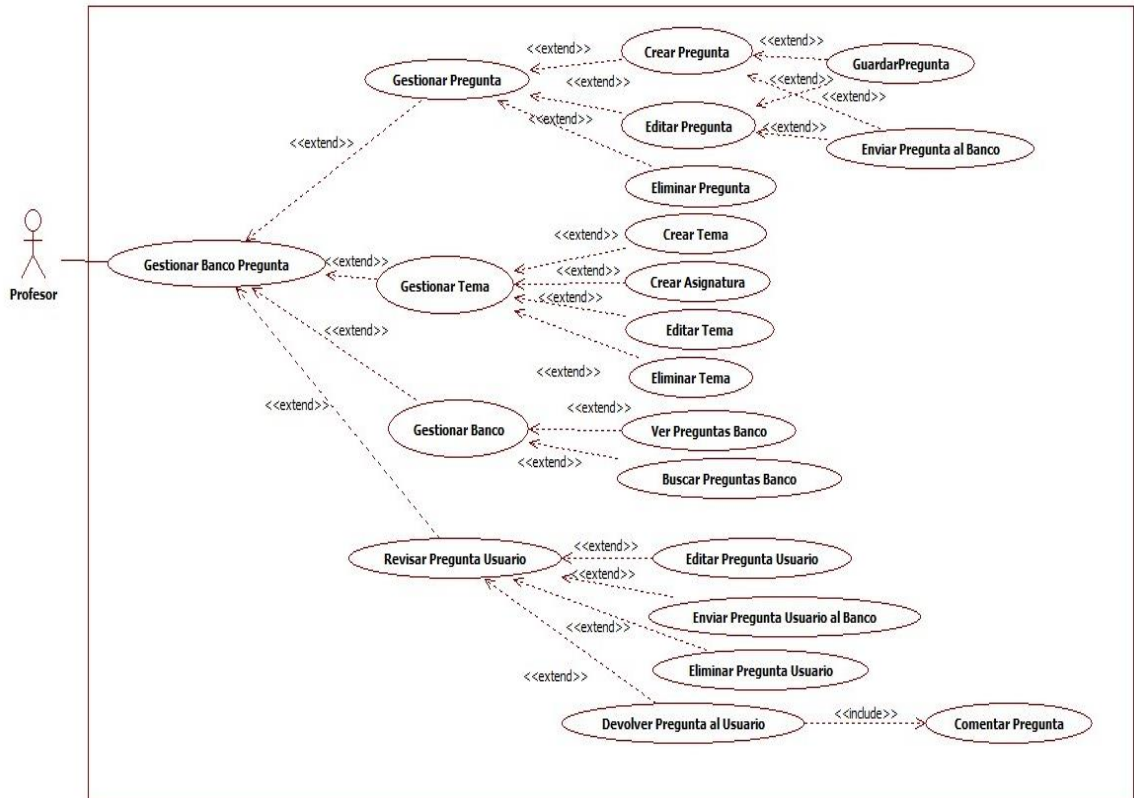 <<extend>>
Crear Pregunta
<<extend>>
GuardarPregunta
Gestionar Pregunta
<<extend>>
<<extend>>
<<extend>>
Editar Pregunta
<<extend>>
Enviar Pregunta al Banco
<<extend>>
Eliminar Pregunta
Profesor
Gestionar Banco Pregunta
<<extend>>
Gestionar Tema
<<extend>>
Crear Tema
<<extend>>
Crear Asignatura
<<extend>>
Editar Tema
<<extend>>
Eliminar Tema
<<extend>>
<<extend>>
Gestionar Banco
<<extend>>
Ver Preguntas Banco
<<extend>>
Buscar Preguntas Banco
Revisar Pregunta Usuario
<<extend>>
Editar Pregunta Usuario
<<extend>>
Enviar Pregunta Usuario al Banco
<<extend>>
Eliminar Pregunta Usuario
<<extend>>
Devolver Pregunta al Usuario
<<include>>
Comentar Pregunta